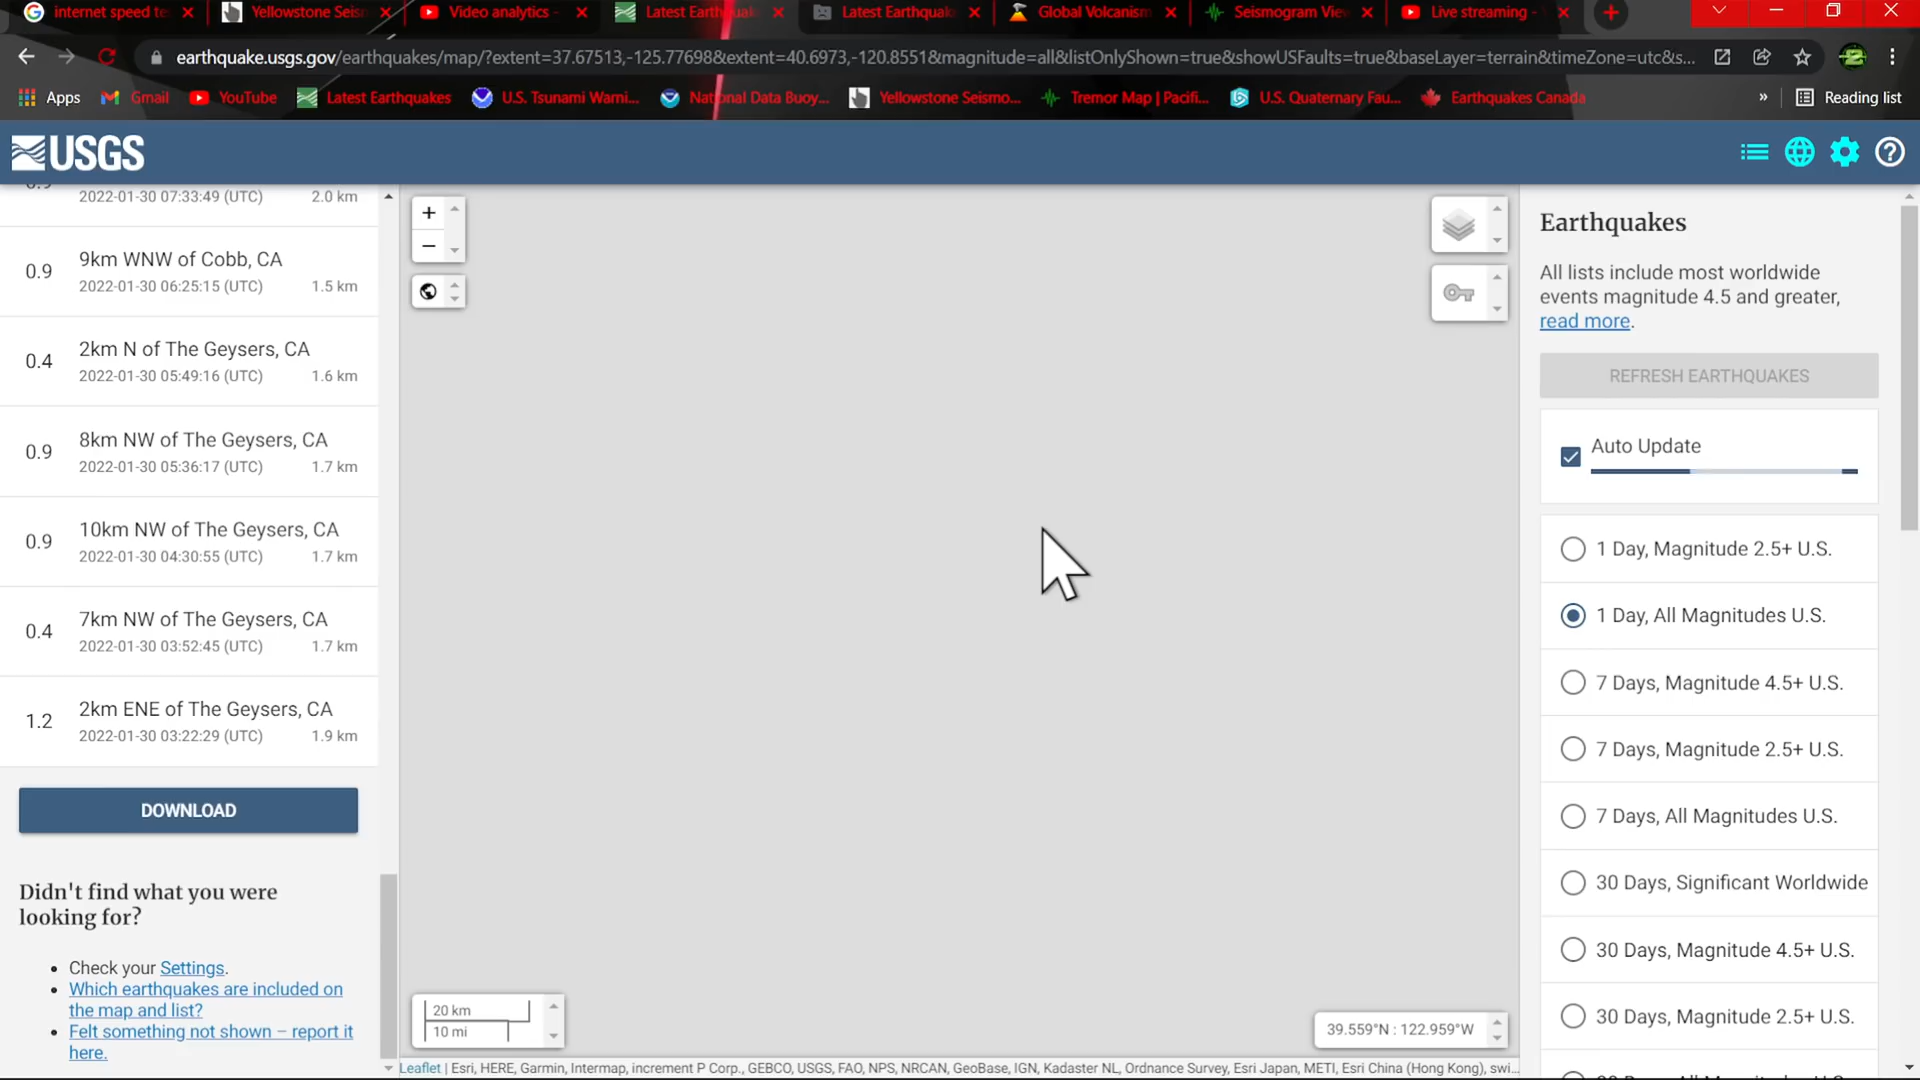 internet speed te
Yellowstone Seis
Video analytics -
Latest Earthquak
Latest Earthquak
Global Volcanism
Seismogram View
Live streaming -
earthquake.usgs.gov/earthquakes/map/?extent=37.67513,-125.77698&extent=40.6973,-120.8551&magnitude=all&listOnlyShown=true&showUSFaults=true&baseLayer=terrain&timeZone=utc&s...
Apps
Gmail
YouTube
Latest Earthquakes
U.S. Tsunami Warni...
National Data Buoy...
Yellowstone Seismo...
Tremor Map | Pacifi...
U.S. Quaternary Fau...
Earthquakes Canada
»
Reading list
USGS
2022-01-30 07:33:49 (UTC) 2.0 km
0.9 9km WNW of Cobb, CA
2022-01-30 06:25:15 (UTC) 1.5 km
0.4 2km N of The Geysers, CA
2022-01-30 05:49:16 (UTC) 1.6 km
0.9 8km NW of The Geysers, CA
2022-01-30 05:36:17 (UTC) 1.7 km
0.9 10km NW of The Geysers, CA
2022-01-30 04:30:55 (UTC) 1.7 km
0.4 7km NW of The Geysers, CA
2022-01-30 03:52:45 (UTC) 1.7 km
1.2 2km ENE of The Geysers, CA
2022-01-30 03:22:29 (UTC) 1.9 km
DOWNLOAD
Didn't find what you were
looking for?
• Check your Settings.
• Which earthquakes are included on
the map and list?
• Felt something not shown – report it
here.
+
−
20 km
10 mi
39.559°N : 122.959°W
Leaflet | Esri, HERE, Garmin, Intermap, increment P Corp., GEBCO, USGS, FAO, NPS, NRCAN, GeoBase, IGN, Kadaster NL, Ordnance Survey, Esri Japan, METI, Esri China (Hong Kong), swi...
Earthquakes
All lists include most worldwide
events magnitude 4.5 and greater,
read more.
REFRESH EARTHQUAKES
Auto Update
1 Day, Magnitude 2.5+ U.S.
1 Day, All Magnitudes U.S.
7 Days, Magnitude 4.5+ U.S.
7 Days, Magnitude 2.5+ U.S.
7 Days, All Magnitudes U.S.
30 Days, Significant Worldwide
30 Days, Magnitude 4.5+ U.S.
30 Days, Magnitude 2.5+ U.S.